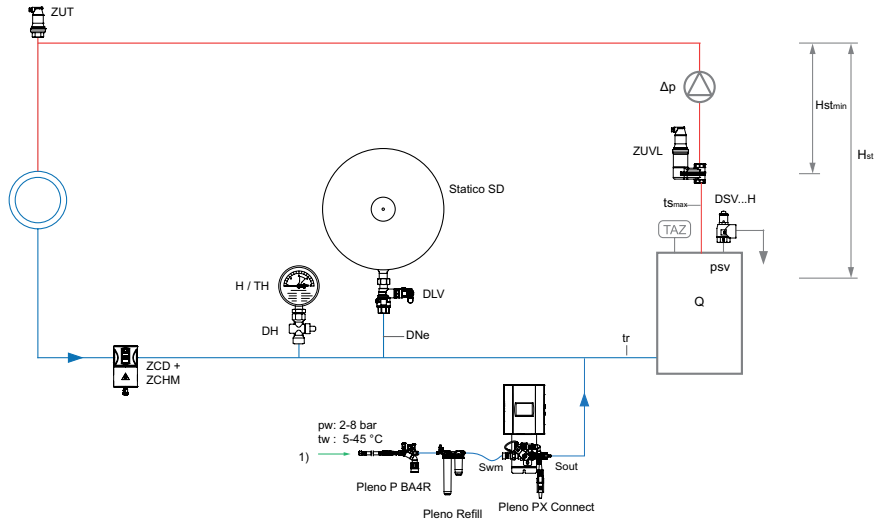 ZUT
Δp
Hstmin
Hst
ZUVL
Statico SD
DSV...H
tsmax
TAZ
psv
H / TH
DLV
Q
DH
DNe
tr
ZCD +
ZCHM
pw: 2-8 bar
tw : 5-45 °C
1)
Swm
Sout
Pleno P BA4R
Pleno Refill
Pleno PX Connect